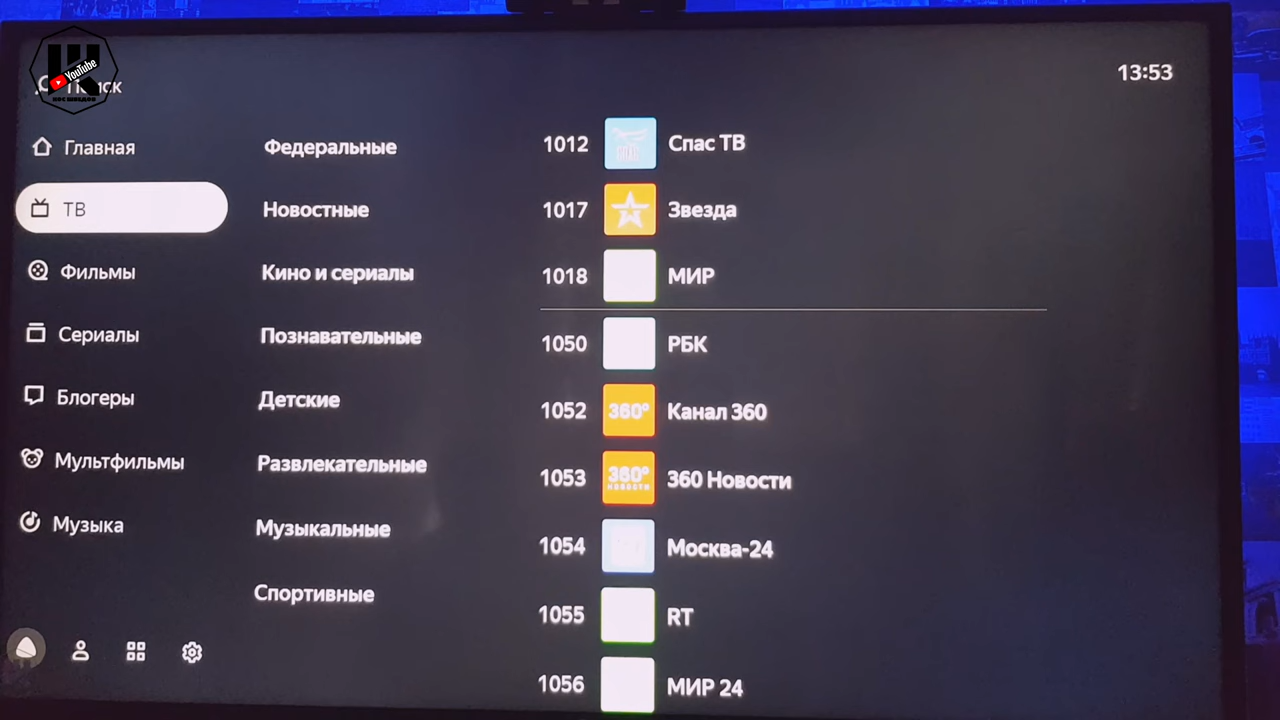 YouTube
13:53
Главная
ТВ
Фильмы
Сериалы
Блогеры
Мультфильмы
Музыка
Федеральные
Новостные
Кино и сериалы
Познавательные
Детские
Развлекательные
Музыкальные
Спортивные
1012 Спас ТВ
1017 Звезда
1018 МИР
1050 РБК
1052 360° Канал 360
1053 360° НОВОСТИ 360 Новости
1054 Москва-24
1055 RT
1056 МИР 24